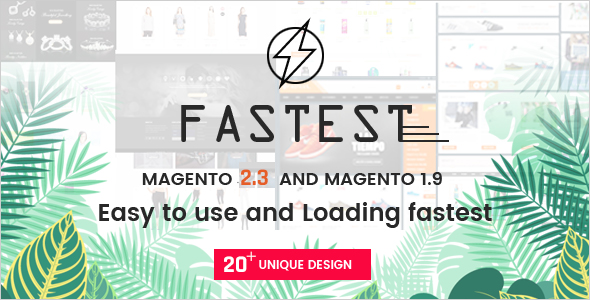 FASTEST
MAGENTO 2.3 AND MAGENTO 1.9
Easy to use and Loading fastest
20+ UNIQUE DESIGN